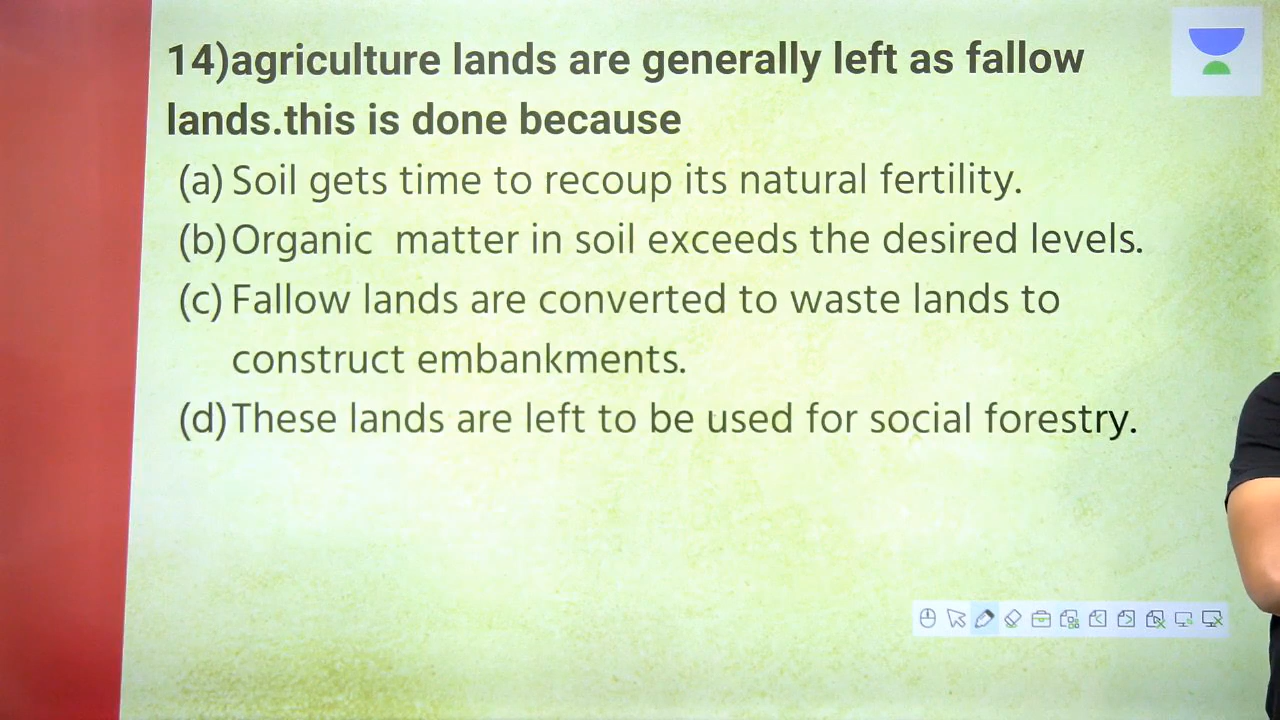 14)agriculture lands are generally left as fallow
lands.this is done because
(a) Soil gets time to recoup its natural fertility.
(b) Organic  matter in soil exceeds the desired levels.
(c) Fallow lands are converted to waste lands to
construct embankments.
(d) These lands are left to be used for social forestry.